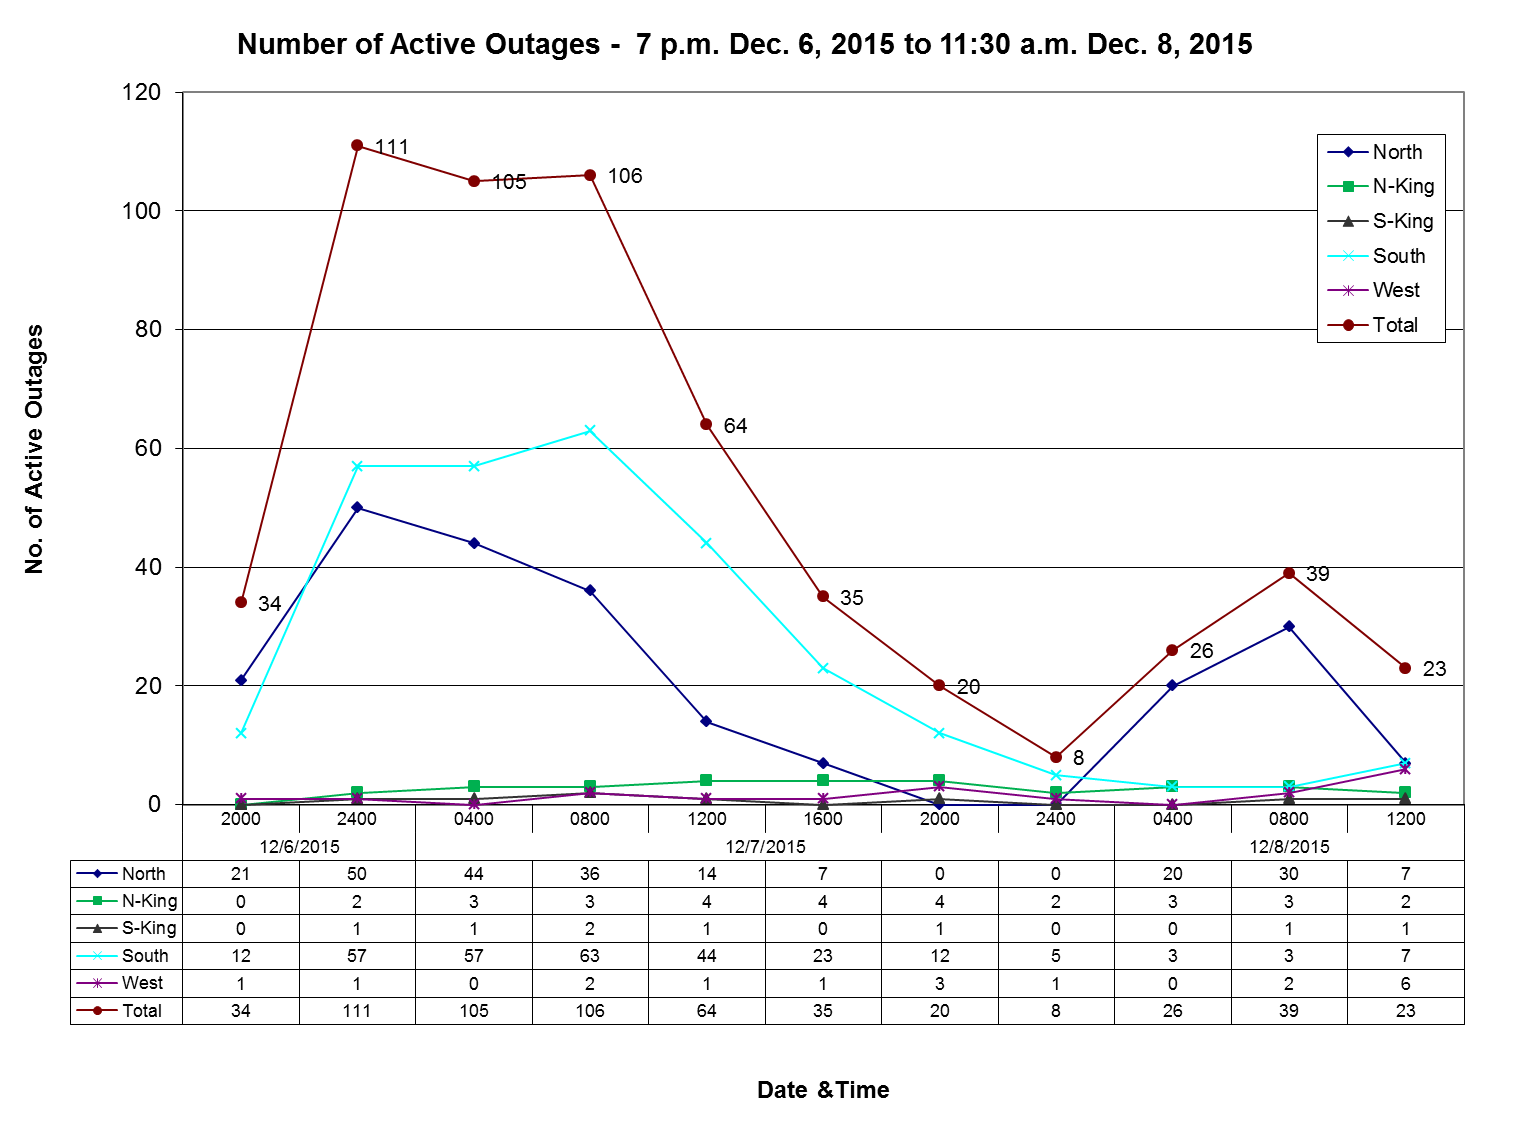 Number of Active Outages -  7 p.m. Dec. 6, 2015 to 11:30 a.m. Dec. 8, 2015
No. of Active Outages
120
100
80
60
40
20
0
34
111
105
106
64
35
20
8
26
39
23
North
N-King
S-King
South
West
Total
2000 2400 0400 0800 1200 1600 2000 2400 0400 0800 1200
12/6/2015 12/7/2015 12/8/2015
North 21 50 44 36 14 7 0 0 20 30 7
N-King 0 2 3 3 4 4 4 2 3 3 2
S-King 0 1 1 2 1 0 1 0 0 1 1
South 12 57 57 63 44 23 12 5 3 3 7
West 1 1 0 2 1 1 3 1 0 2 6
Total 34 111 105 106 64 35 20 8 26 39 23
Date &Time